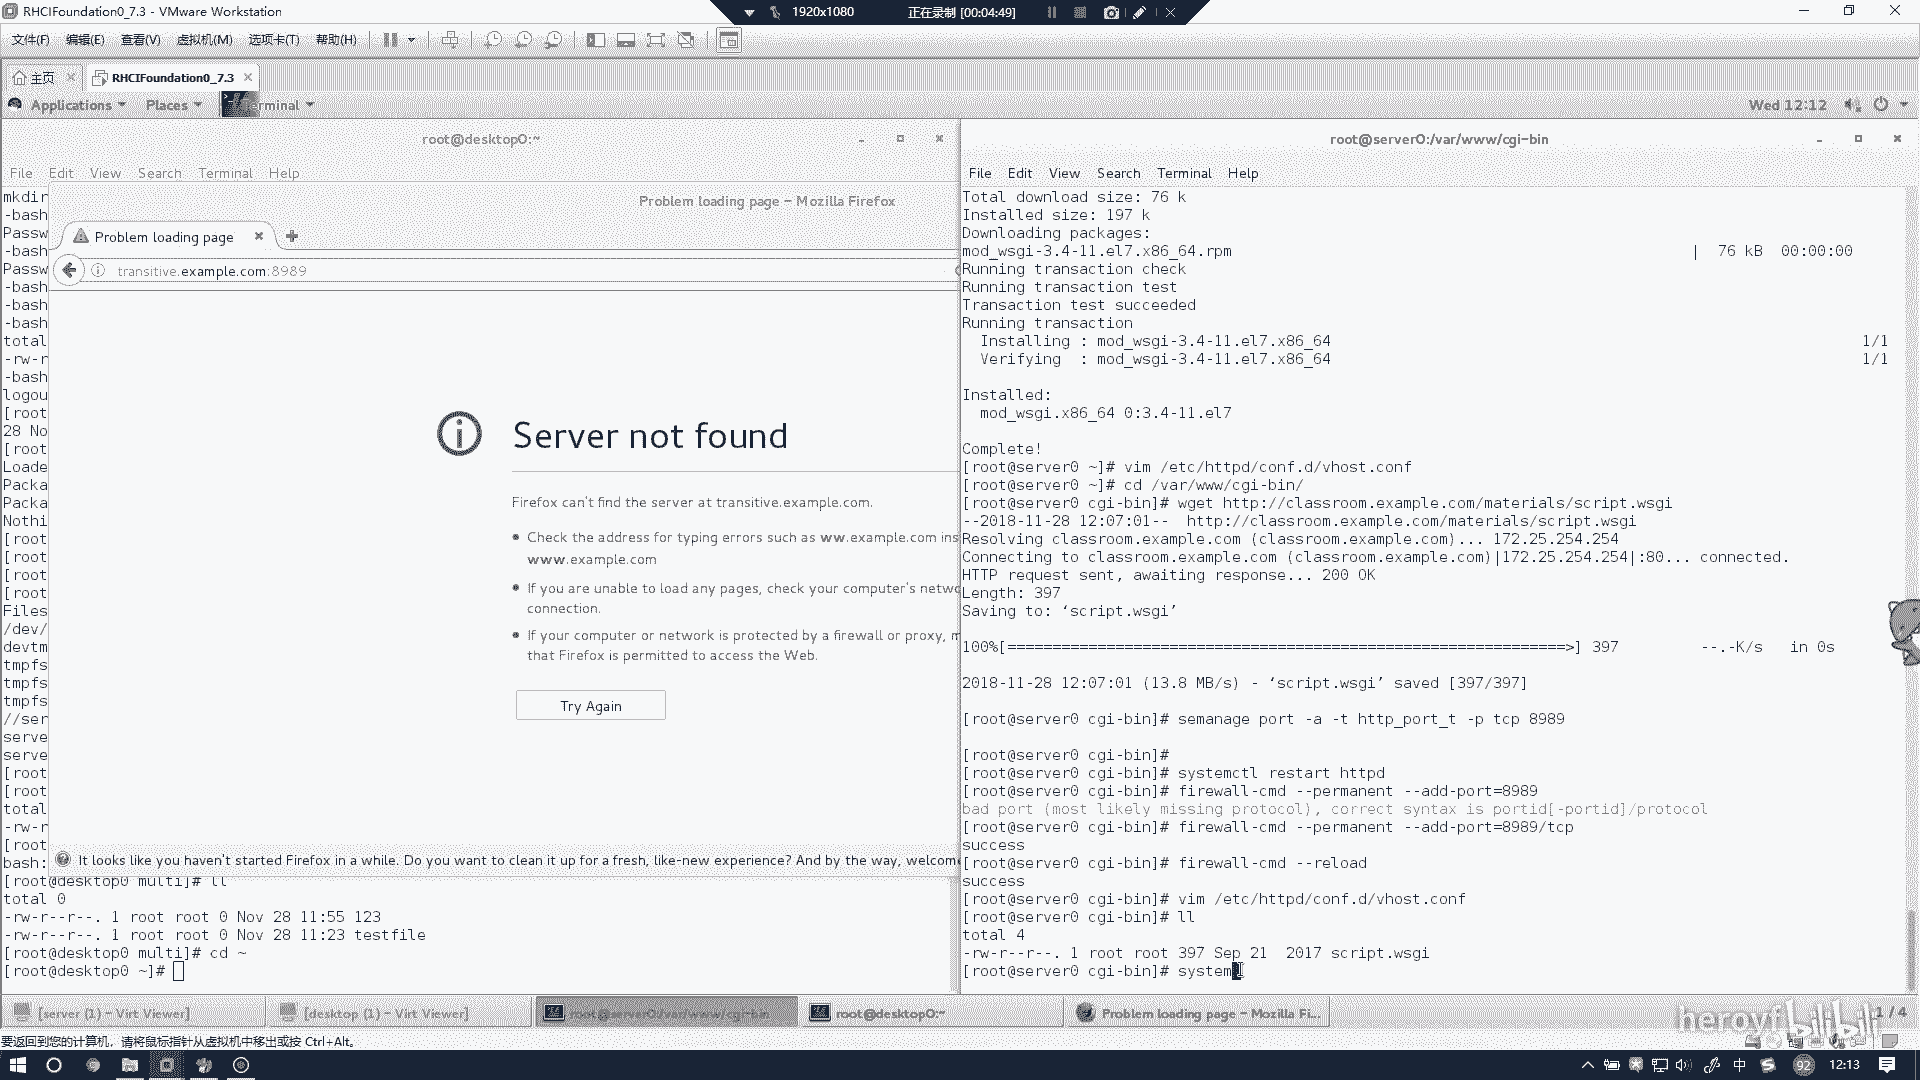 RHCIFoundation0_7.3 - VMware Workstation
1920x1080
正在录制 [00:04:49]
文件(F) 编辑(E) 查看(V) 虚拟机(M) 选项卡(T) 帮助(H)
主页
RHCIFoundation0_7.3
Applications Places Terminal
Wed 12:12
root@desktop0:~
File Edit View Search Terminal Help
mkdir
-bash
Passw
-bash
Passw
-bash
-bash
-bash
total
-rw-r
-bash
logou
[root
28 No
[root
Loade
Packa
Packa
Nothi
[root
[root
[root
[root
Files
/dev/
devtm
tmpfs
tmpfs
tmpfs
//ser
serve
serve
[root
[root
total
-rw-r
[root
bash:
[root@desktop0 multi]# ll
total 0
-rw-r--r--. 1 root root 0 Nov 28 11:55 123
-rw-r--r--. 1 root root 0 Nov 28 11:23 testfile
[root@desktop0 multi]# cd ~
[root@desktop0 ~]#
Problem loading page - Mozilla Firefox
Problem loading page
transitive.example.com:8989
Server not found
Firefox can't find the server at transitive.example.com.
Check the address for typing errors such as ww.example.com ins
www.example.com
If you are unable to load any pages, check your computer's netwo
connection.
If your computer or network is protected by a firewall or proxy, m
that Firefox is permitted to access the Web.
Try Again
It looks like you haven't started Firefox in a while. Do you want to clean it up for a fresh, like-new experience? And by the way, welcome
root@server0:/var/www/cgi-bin
File Edit View Search Terminal Help
Total download size: 76 k
Installed size: 197 k
Downloading packages:
mod_wsgi-3.4-11.el7.x86_64.rpm | 76 kB 00:00:00
Running transaction check
Running transaction test
Transaction test succeeded
Running transaction
Installing : mod_wsgi-3.4-11.el7.x86_64 1/1
Verifying : mod_wsgi-3.4-11.el7.x86_64 1/1
Installed:
mod_wsgi.x86_64 0:3.4-11.el7
Complete!
[root@server0 ~]# vim /etc/httpd/conf.d/vhost.conf
[root@server0 ~]# cd /var/www/cgi-bin/
[root@server0 cgi-bin]# wget http://classroom.example.com/materials/script.wsgi
--2018-11-28 12:07:01-- http://classroom.example.com/materials/script.wsgi
Resolving classroom.example.com (classroom.example.com)... 172.25.254.254
Connecting to classroom.example.com (classroom.example.com)|172.25.254.254|:80... connected.
HTTP request sent, awaiting response... 200 OK
Length: 397
Saving to: ‘script.wsgi’
100%[==============================================================>] 397 --.-K/s in 0s
2018-11-28 12:07:01 (13.8 MB/s) - ‘script.wsgi’ saved [397/397]
[root@server0 cgi-bin]# semanage port -a -t http_port_t -p tcp 8989
[root@server0 cgi-bin]#
[root@server0 cgi-bin]# systemctl restart httpd
[root@server0 cgi-bin]# firewall-cmd --permanent --add-port=8989
bad port (most likely missing protocol), correct syntax is portid[-portid]/protocol
[root@server0 cgi-bin]# firewall-cmd --permanent --add-port=8989/tcp
success
[root@server0 cgi-bin]# firewall-cmd --reload
success
[root@server0 cgi-bin]# vim /etc/httpd/conf.d/vhost.conf
[root@server0 cgi-bin]# ll
total 4
-rw-r--r--. 1 root root 397 Sep 21 2017 script.wsgi
[root@server0 cgi-bin]# system
[server (1) - Virt Viewer]
[desktop (1) - Virt Viewer]
root@server0:/var/www/cgi-bin
root@desktop0:~
Problem loading page - Mozilla Fi...
1 / 4
heroyf bilibili
要返回到您的计算机，请将鼠标指针从虚拟机中移出或按 Ctrl+Alt。
中
92
12:13